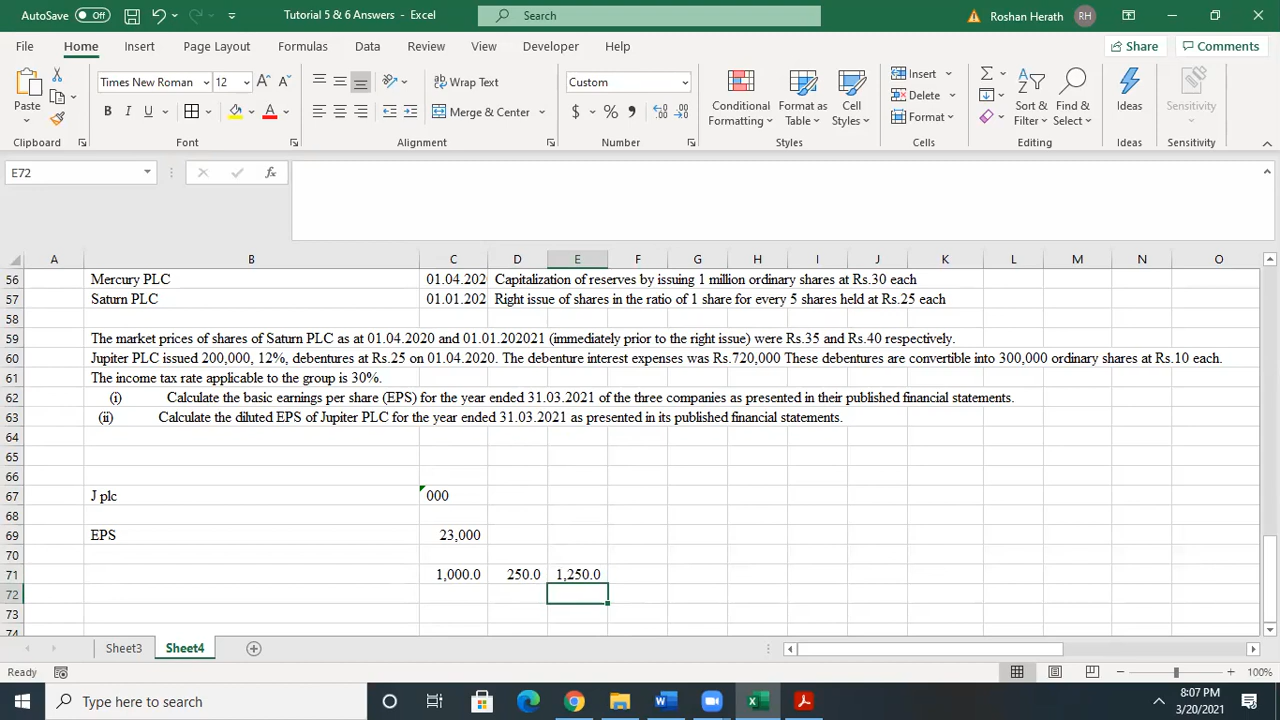 AutoSave Off Tutorial 5 & 6 Answers - Excel Search Roshan Herath RH
File Home Insert Page Layout Formulas Data Review View Developer Help Share Comments
Times New Roman 12 Wrap Text Custom Insert
Paste B I U A Merge & Center $ % Conditional Formatting Format as Table Cell Styles Delete Format Sort & Filter Find & Select Ideas Sensitivity
Clipboard Font Alignment Number Styles Cells Editing Ideas Sensitivity
E72 fx
A B C D E F G H I J K L M N O
56 Mercury PLC 01.04.202 Capitalization of reserves by issuing 1 million ordinary shares at Rs.30 each
57 Saturn PLC 01.01.202 Right issue of shares in the ratio of 1 share for every 5 shares held at Rs.25 each
58
59 The market prices of shares of Saturn PLC as at 01.04.2020 and 01.01.202021 (immediately prior to the right issue) were Rs.35 and Rs.40 respectively.
60 Jupiter PLC issued 200,000, 12%, debentures at Rs.25 on 01.04.2020. The debenture interest expenses was Rs.720,000 These debentures are convertible into 300,000 ordinary shares at Rs.10 each.
61 The income tax rate applicable to the group is 30%.
62 (i) Calculate the basic earnings per share (EPS) for the year ended 31.03.2021 of the three companies as presented in their published financial statements.
63 (ii) Calculate the diluted EPS of Jupiter PLC for the year ended 31.03.2021 as presented in its published financial statements.
64
65
66
67 J plc 000
68
69 EPS 23,000
70
71 1,000.0 250.0 1,250.0
72
73
74
Sheet3 Sheet4
Ready 100%
Type here to search 8:07 PM
3/20/2021